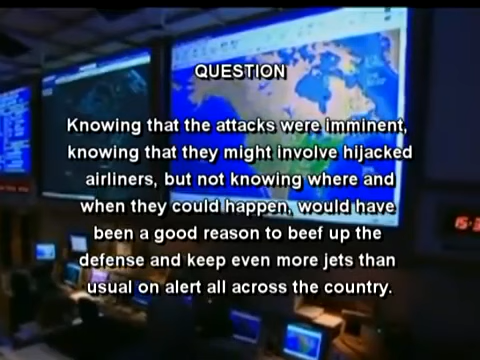 QUESTION
Knowing that the attacks were imminent,
knowing that they might involve hijacked
airliners, but not knowing where and
when they could happen, would have
been a good reason to beef up the
defense and keep even more jets than
usual on alert all across the country.